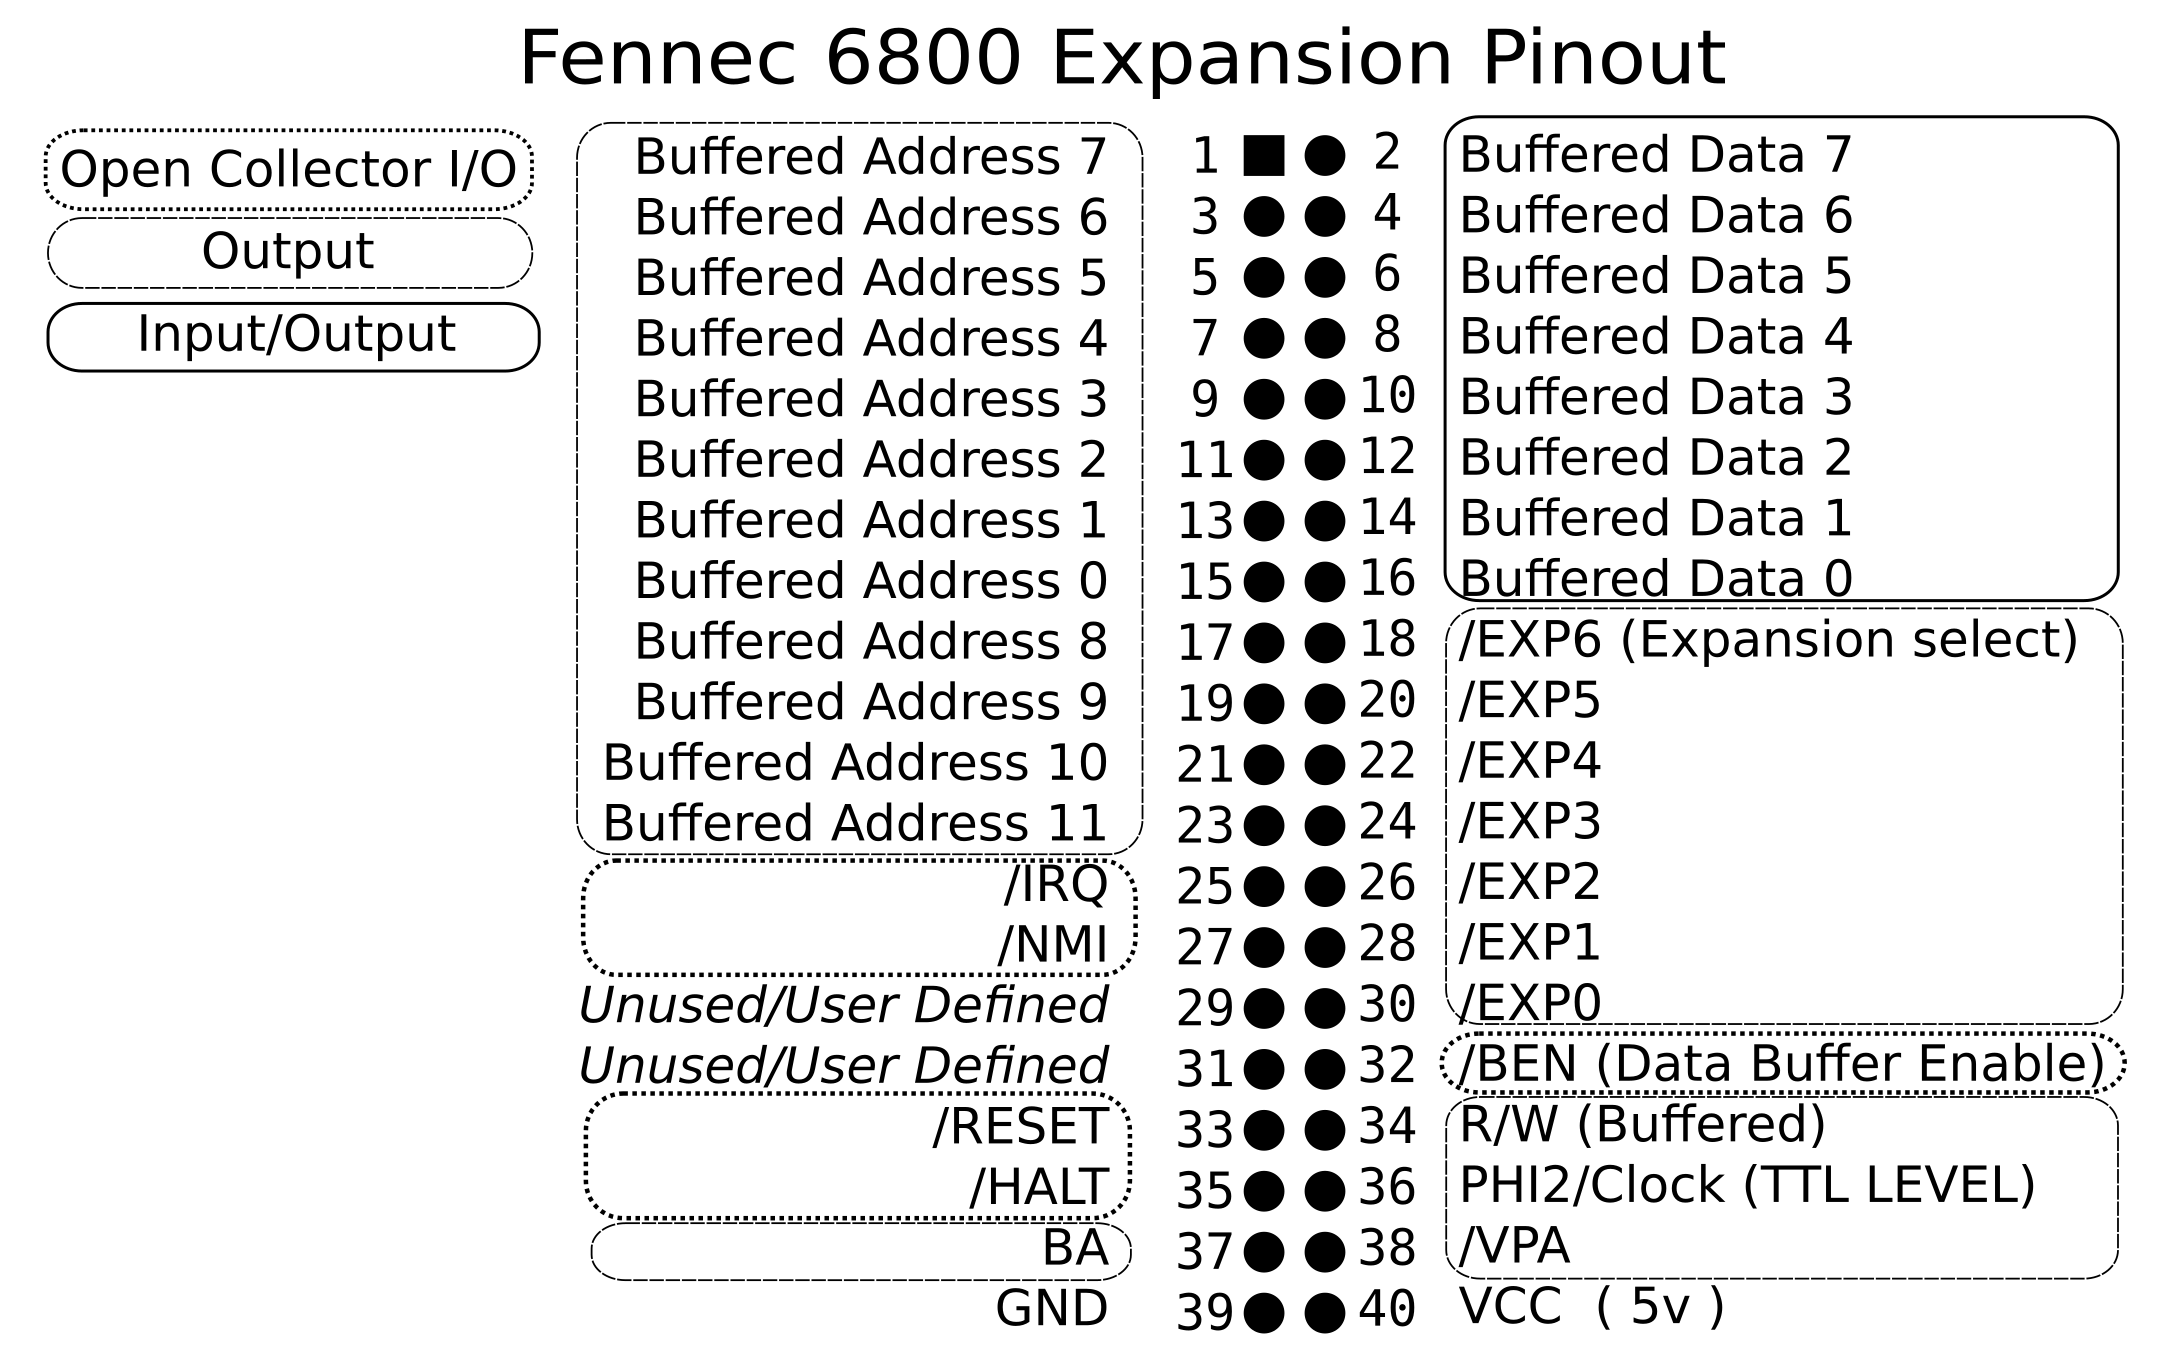 Fennec 6800 Expansion Pinout
Open Collector I/O
Output
Input/Output
Buffered Address 7 1 2 Buffered Data 7
Buffered Address 6 3 4 Buffered Data 6
Buffered Address 5 5 6 Buffered Data 5
Buffered Address 4 7 8 Buffered Data 4
Buffered Address 3 9 10 Buffered Data 3
Buffered Address 2 11 12 Buffered Data 2
Buffered Address 1 13 14 Buffered Data 1
Buffered Address 0 15 16 Buffered Data 0
Buffered Address 8 17 18 /EXP6 (Expansion select)
Buffered Address 9 19 20 /EXP5
Buffered Address 10 21 22 /EXP4
Buffered Address 11 23 24 /EXP3
/IRQ 25 26 /EXP2
/NMI 27 28 /EXP1
Unused/User Defined 29 30 /EXP0
Unused/User Defined 31 32 /BEN (Data Buffer Enable)
/RESET 33 34 R/W (Buffered)
/HALT 35 36 PHI2/Clock (TTL LEVEL)
BA 37 38 /VPA
GND 39 40 VCC ( 5v )